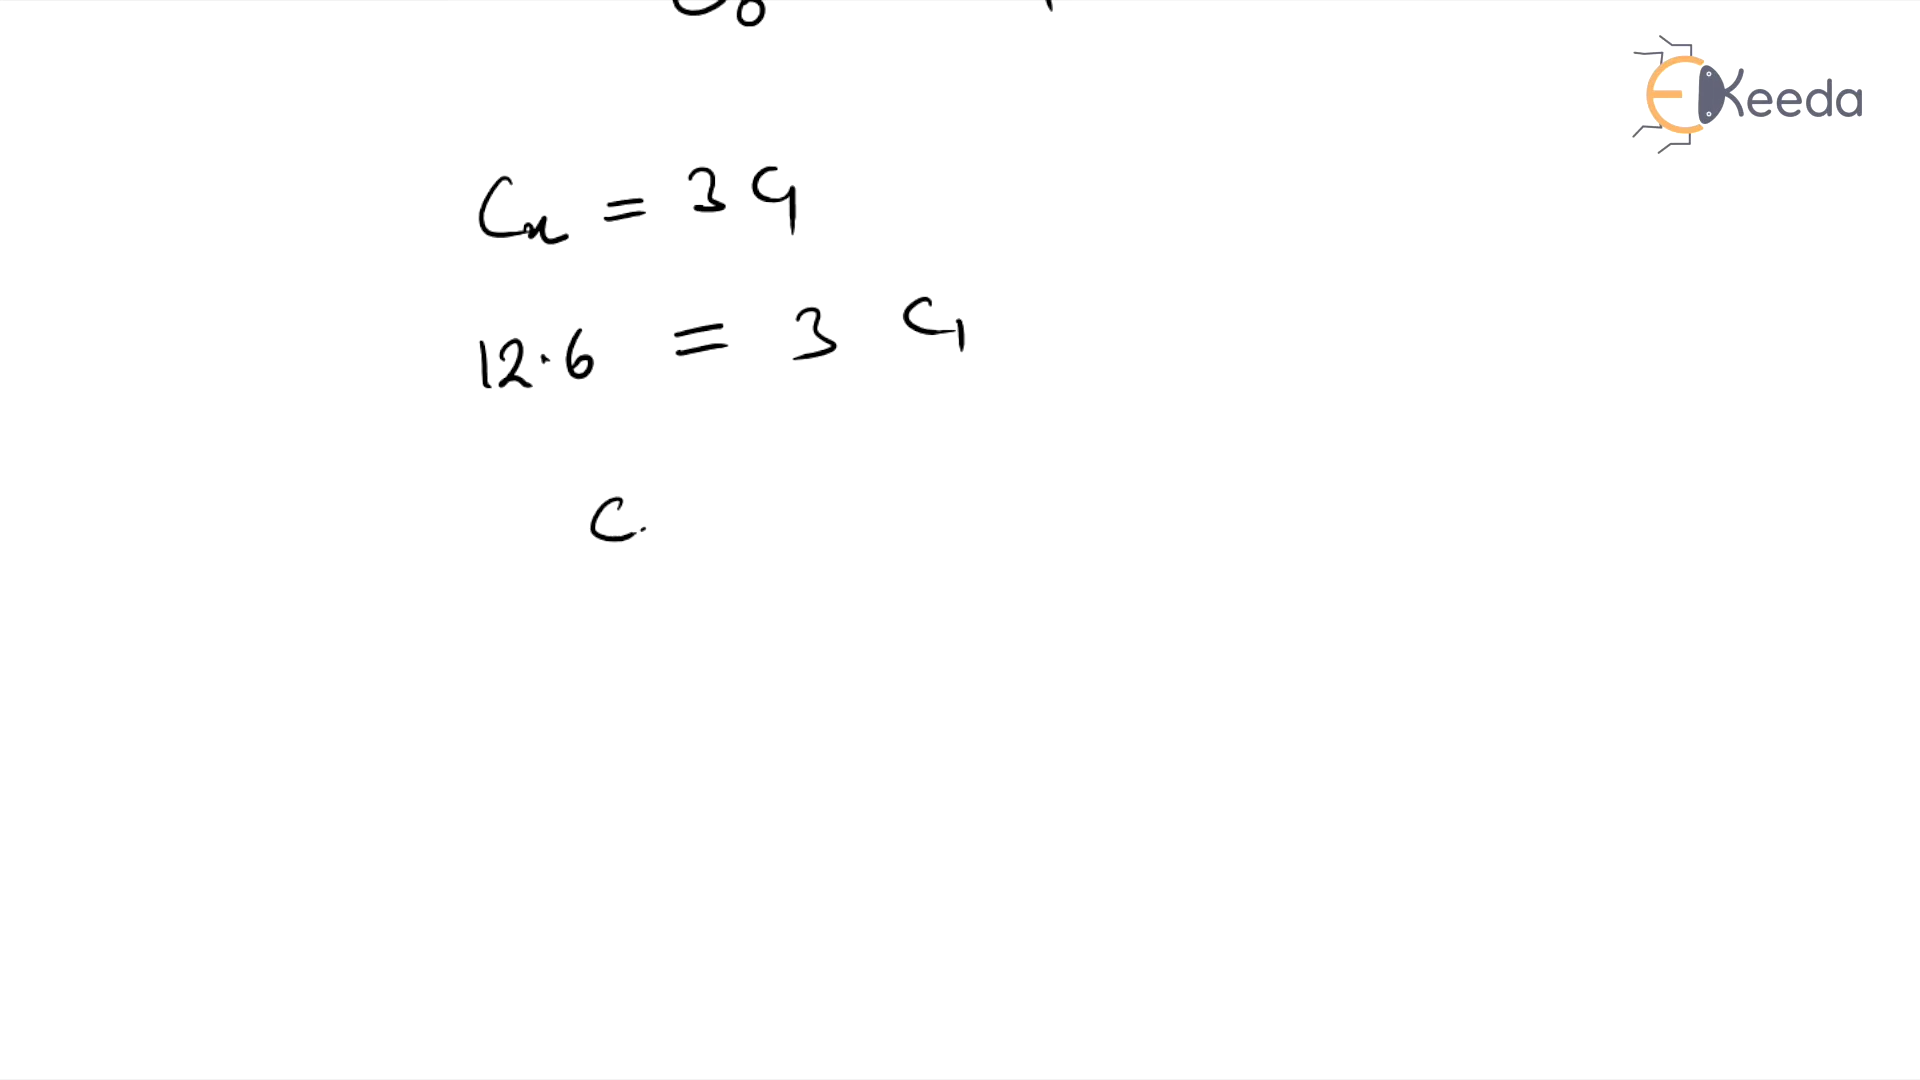 EKeeda
Cx = 3 C1
12.6 = 3 C1
C.